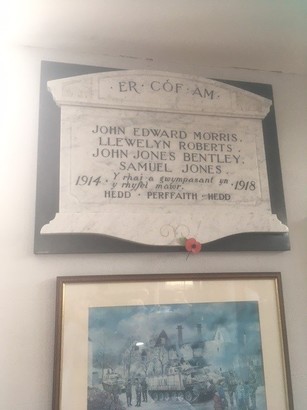 · ER · CÔF · AM ·
JOHN EDWARD MORRIS.
LLEWELYN ROBERTS.
JOHN JONES BENTLEY.
SAMUEL JONES.
1914 · Y rhai a gwympasant yn · 1918
y rhyfel mawr.
HEDD · PERFFAITH · HEDD